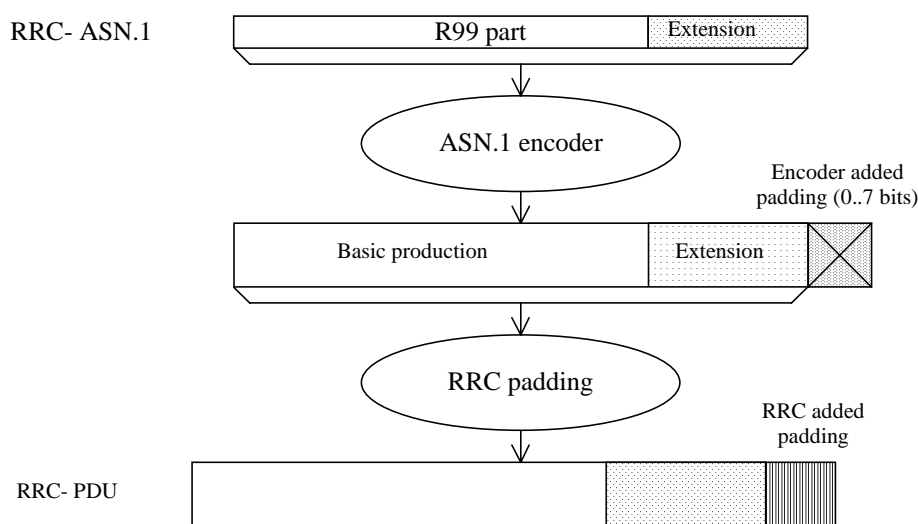 RRC- ASN.1
R99 part
Extension
ASN.1 encoder
Encoder added
padding (0..7 bits)
Basic production
Extension
RRC padding
RRC added
padding
RRC- PDU